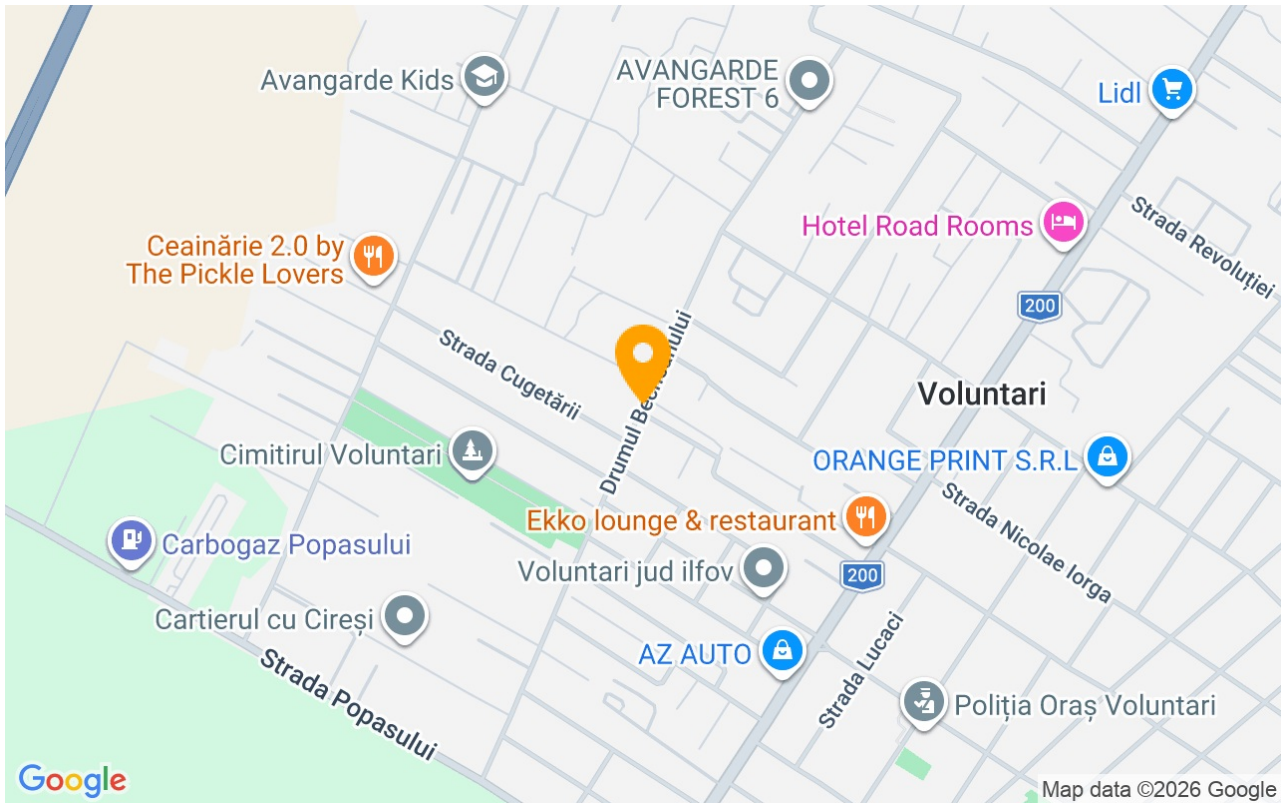 Avangarde Kids
AVANGARDE
FOREST 6
Lidl
Strada Revoluției
Hotel Road Rooms
Ceainărie 2.0 by
The Pickle Lovers
200
Strada Cugetării
Voluntari
Drumul
Cimitirul Voluntari
ORANGE PRINT S.R.L
Strada Nicolae Iorga
Ekko lounge & restaurant
Carbogaz Popasului
Voluntari jud ilfov
200
Cartierul cu Cireși
AZ AUTO
Strada Lucaci
Strada Popasului
Poliția Oraș Voluntari
Google
Map data ©2026 Google